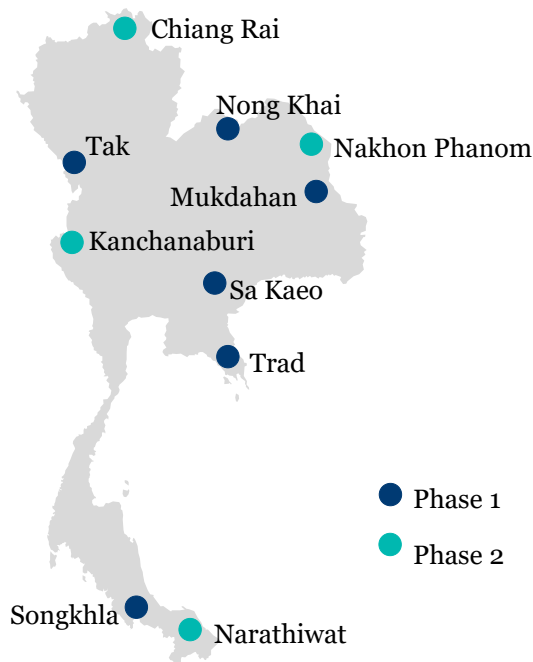 Chiang Rai
Nong Khai
Tak
Nakhon Phanom
Mukdahan
Kanchanaburi
Sa Kaeo
Trad
Phase 1
Phase 2
Songkhla
Narathiwat